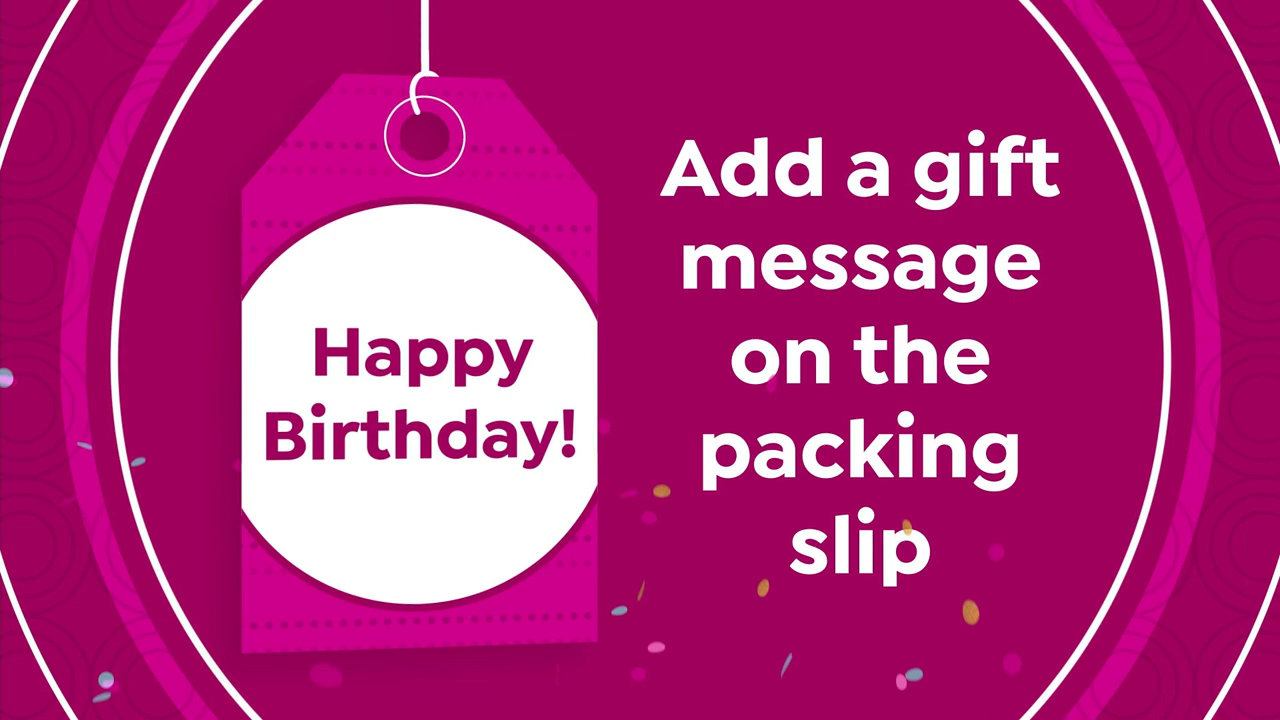 Happy
Birthday!
Add a gift
message
on the
packing
slip